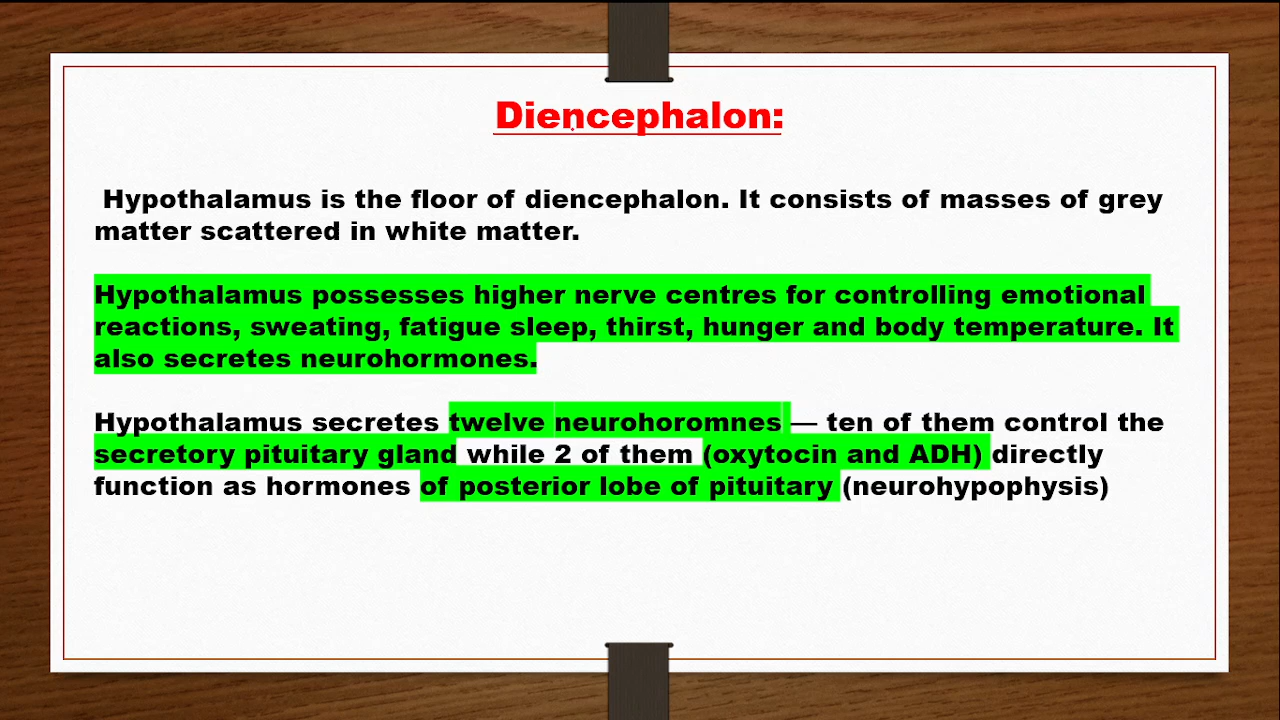 Diencephalon:
Hypothalamus is the floor of diencephalon. It consists of masses of grey
matter scattered in white matter.
Hypothalamus possesses higher nerve centres for controlling emotional
reactions, sweating, fatigue sleep, thirst, hunger and body temperature. It
also secretes neurohormones.
Hypothalamus secretes twelve neurohoromnes — ten of them control the
secretory pituitary gland while 2 of them (oxytocin and ADH) directly
function as hormones of posterior lobe of pituitary (neurohypophysis)